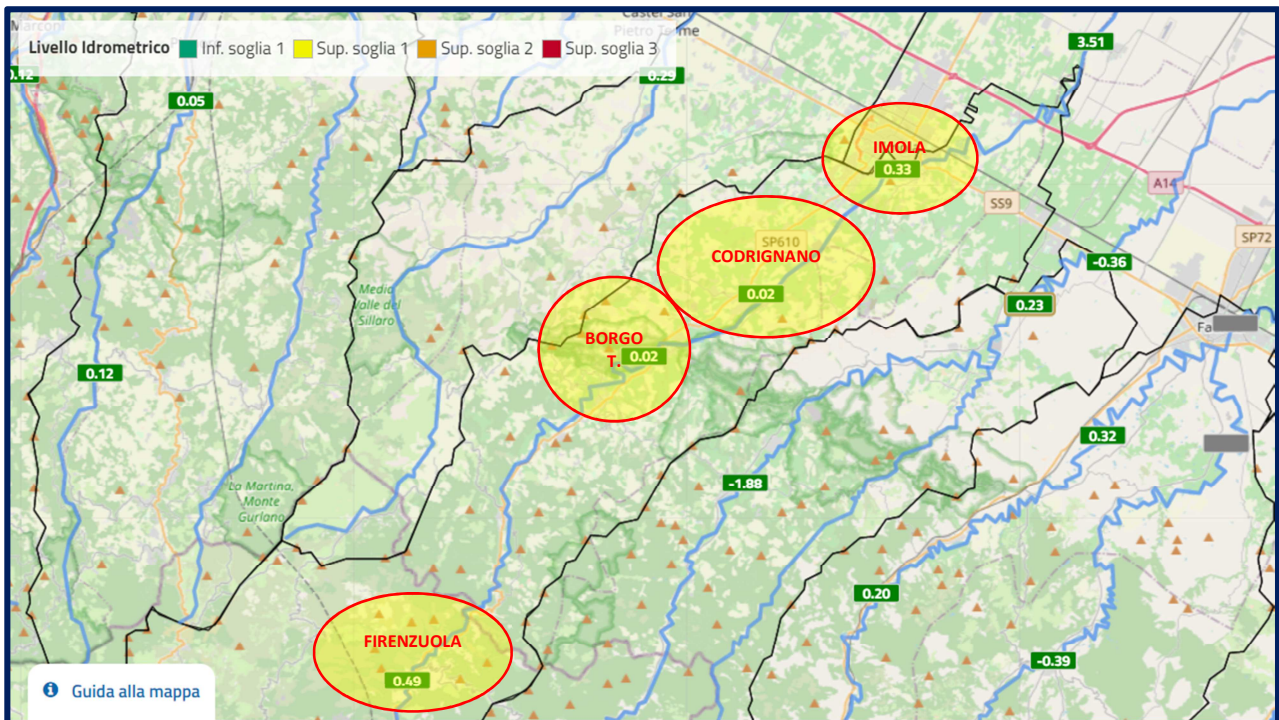 Marconi
Castel San
Pietro Terme
Livello Idrometrico Inf. soglia 1 Sup. soglia 1 Sup. soglia 2 Sup. soglia 3
3.51
0.12
0.29
0.05
IMOLA
0.33
A14
SS9
SP610
SP72
CODRIGNANO
-0.36
0.02
Media
Valle del
Sillaro
0.23
Fa
BORGO
T.
0.02
0.12
0.32
-1.88
La Martina,
Monte
Gurlano
0.20
FIRENZUOLA
-0.39
0.49
Guida alla mappa